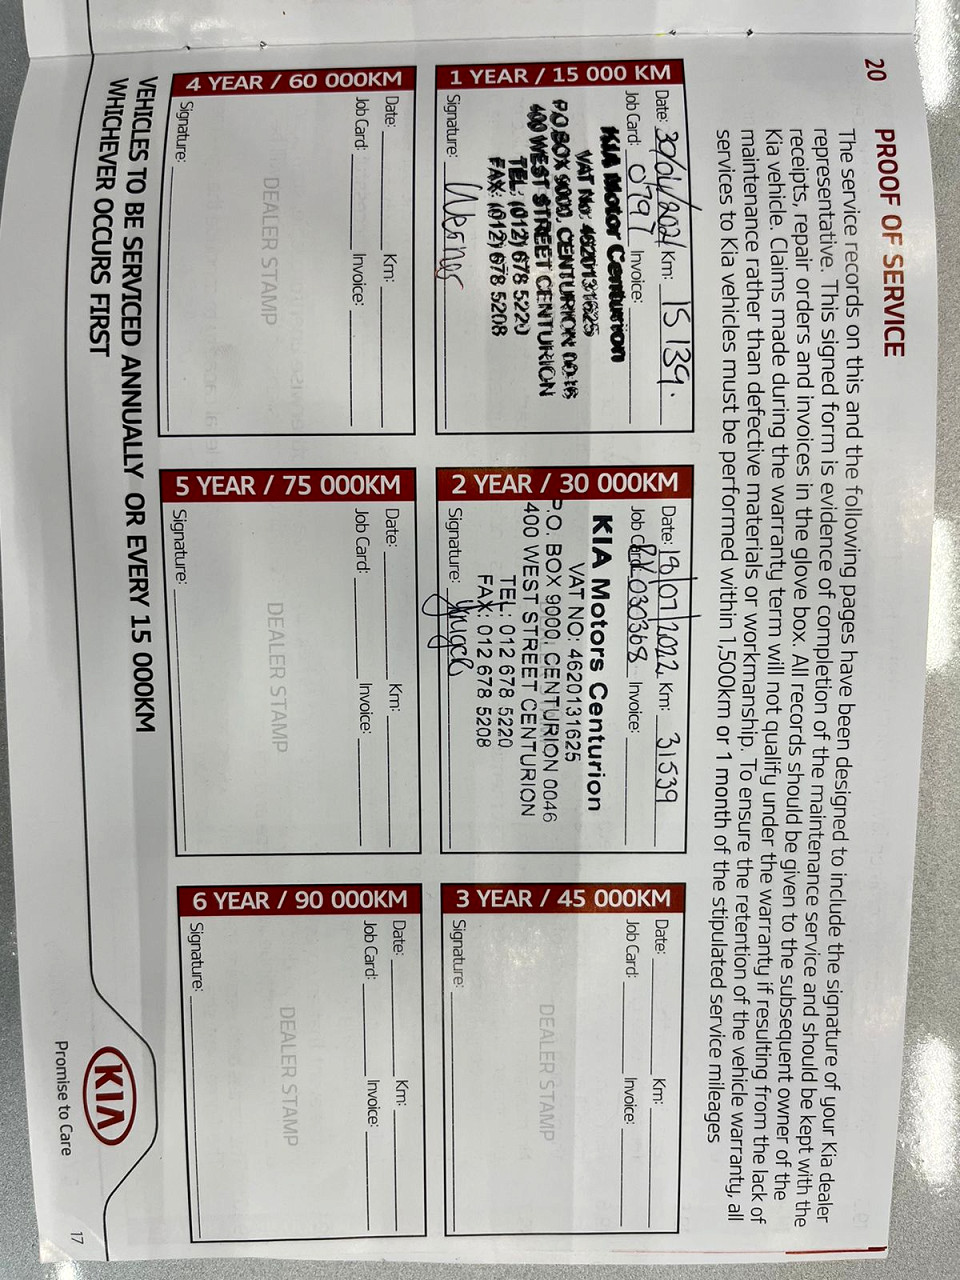 20
PROOF OF SERVICE
The service records on this and the following pages have been designed to include the signature of your Kia dealer
representative. This signed form is evidence of completion of the maintenance service and should be kept with the
receipts, repair orders and invoices in the glove box. All records should be given to the subsequent owner of the
Kia vehicle. Claims made during the warranty term will not qualify under the warranty if resulting from the lack of
maintenance rather than defective materials or workmanship. To ensure the retention of the vehicle warranty, all
services to Kia vehicles must be performed within 1,500km or 1 month of the stipulated service mileages
1 YEAR / 15 000 KM
Date: 30/04/2021 Km: 15139.
Job Card: 0797 Invoice:
KIA Motor Centurion
VAT No: 4620131625
P.O BOX 9000, CENTURION 0046
400 WEST STREET CENTURION
TEL: (012) 678 5220
FAX: (012) 678 5208
Signature: Werner
2 YEAR / 30 000KM
Date: 18/07/2022 Km: 31539
Job Card: 030368 Invoice:
KIA Motors Centurion
VAT NO: 4620131625
P.O. BOX 9000, CENTURION 0046
400 WEST STREET CENTURION
TEL: 012 678 5220
FAX: 012 678 5208
Signature:
3 YEAR / 45 000KM
Date: Km:
Job Card: Invoice:
DEALER STAMP
Signature:
4 YEAR / 60 000KM
Date: Km:
Job Card: Invoice:
DEALER STAMP
Signature:
5 YEAR / 75 000KM
Date: Km:
Job Card: Invoice:
DEALER STAMP
Signature:
6 YEAR / 90 000KM
Date: Km:
Job Card: Invoice:
DEALER STAMP
Signature:
VEHICLES TO BE SERVICED ANNUALLY OR EVERY 15 000KM
WHICHEVER OCCURS FIRST
KIA
Promise to Care
17